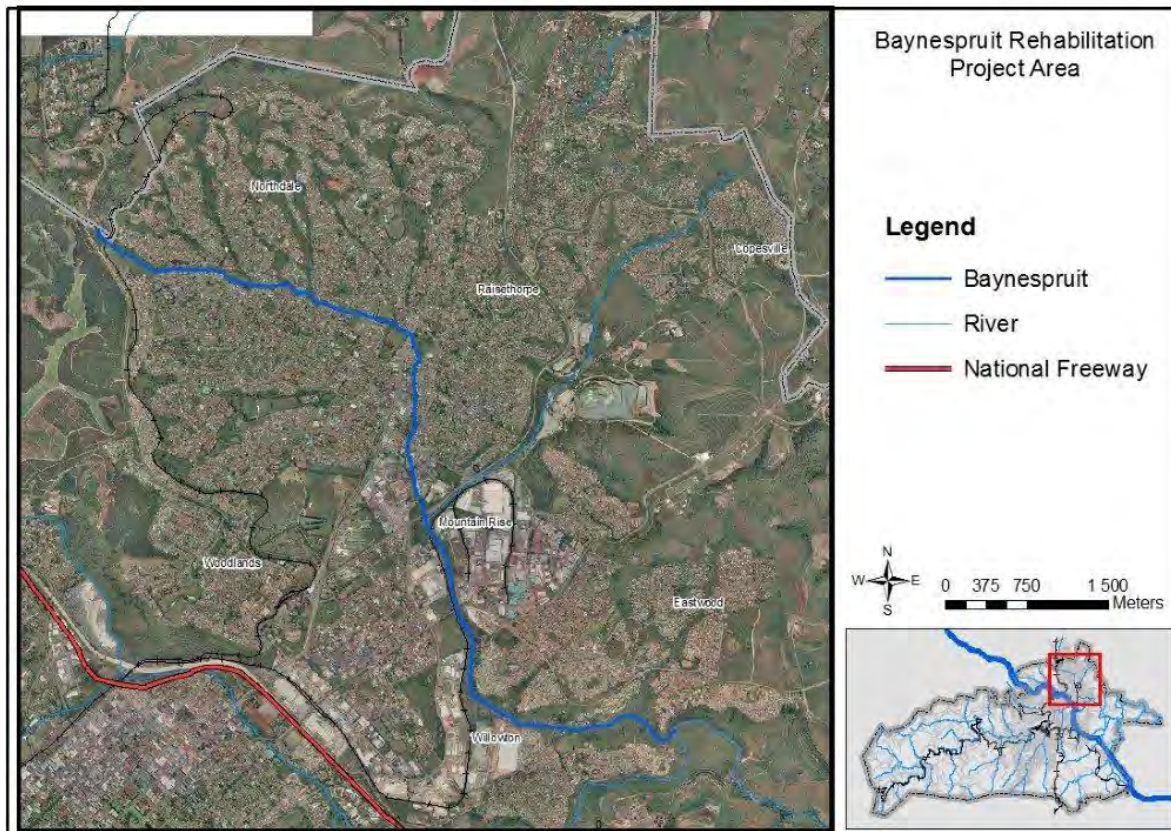 Baynespruit Rehabilitation
Project Area
Legend
Baynespruit
River
National Freeway
N
W E
S
0 375 750 1 500
Meters
Northdale
Copesville
Raisethorpe
Mountain Rise
Woodlands
Eastwood
Willowton